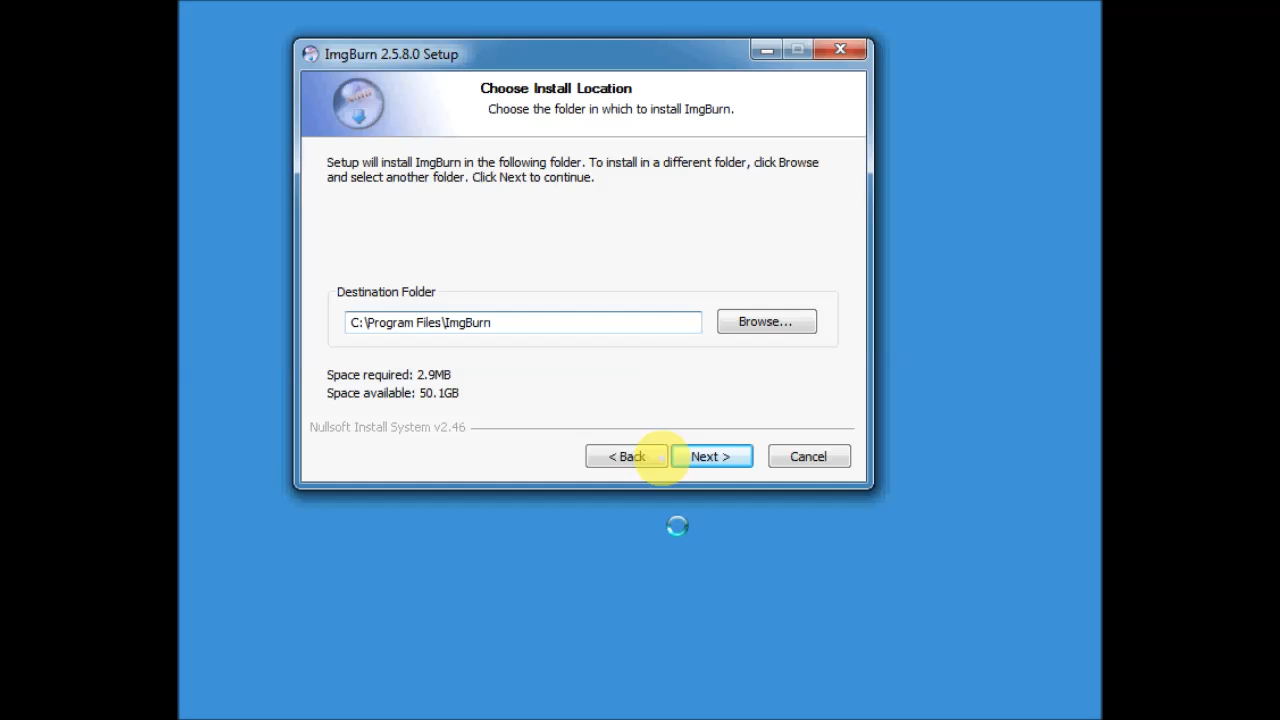 ImgBurn 2.5.8.0 Setup
Choose Install Location
Choose the folder in which to install ImgBurn.
Setup will install ImgBurn in the following folder. To install in a different folder, click Browse
and select another folder. Click Next to continue.
Destination Folder
C:\Program Files\ImgBurn
Browse...
Space required: 2.9MB
Space available: 50.1GB
Nullsoft Install System v2.46
< Back
Next >
Cancel